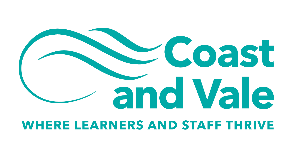 Coast
and Vale
WHERE LEARNERS AND STAFF THRIVE